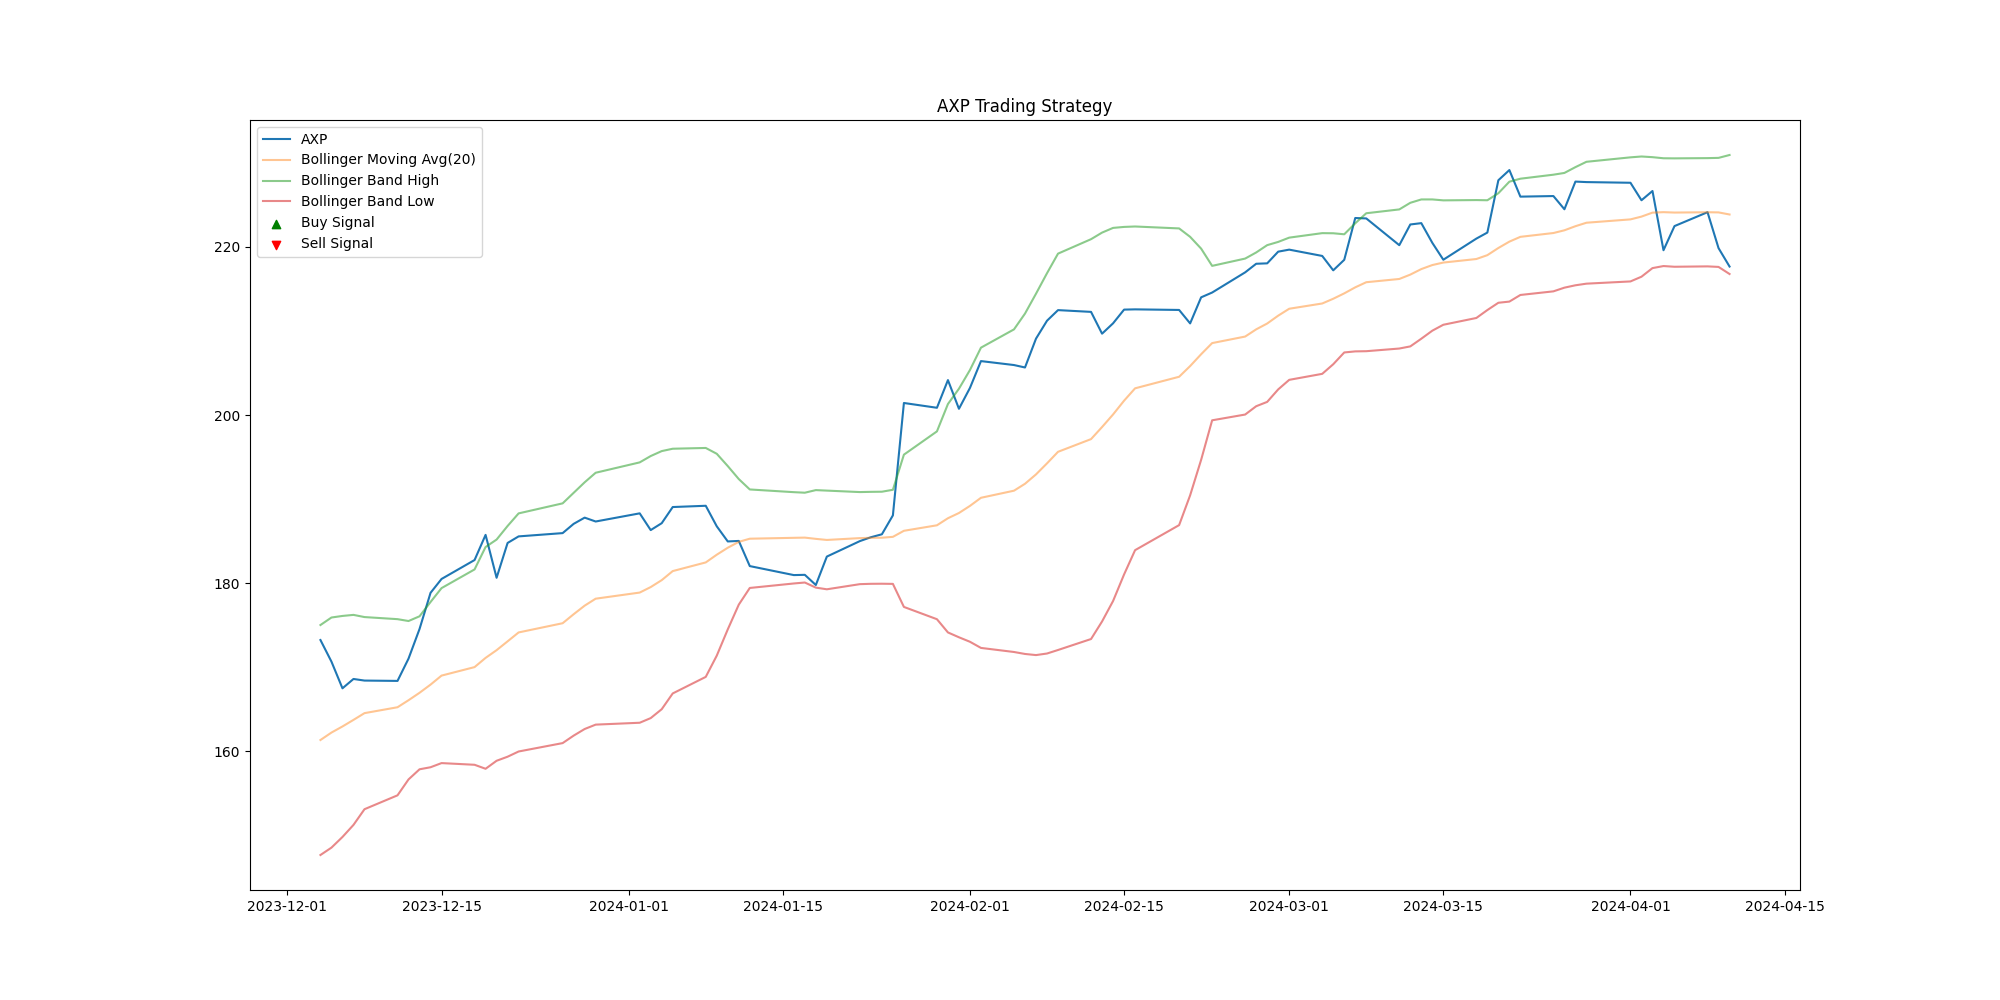 AXP Trading Strategy
AXP
Bollinger Moving Avg(20)
Bollinger Band High
Bollinger Band Low
Buy Signal
Sell Signal
220
200
180
160
2023-12-01 2023-12-15 2024-01-01 2024-01-15 2024-02-01 2024-02-15 2024-03-01 2024-03-15 2024-04-01 2024-04-15